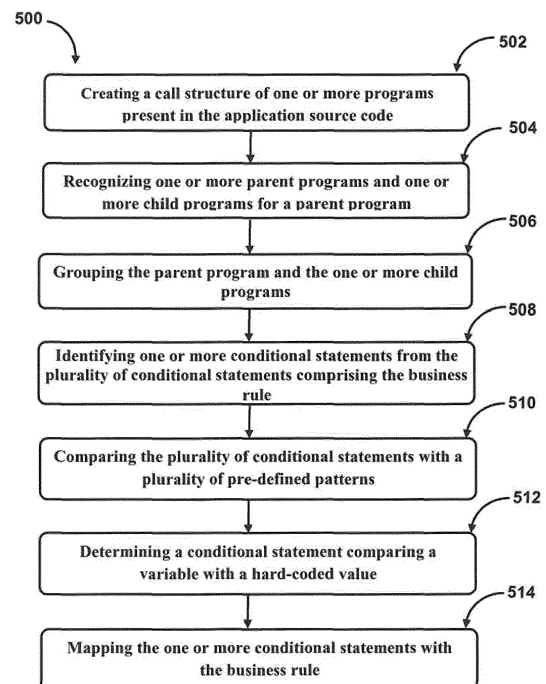 500
502
Creating a call structure of one or more programs
present in the application source code
504
Recognizing one or more parent programs and one or
more child programs for a parent program
506
Grouping the parent program and the one or more child
programs
508
Identifying one or more conditional statements from the
plurality of conditional statements comprising the business
rule
510
Comparing the plurality of conditional statements with a
plurality of pre-defined patterns
512
Determining a conditional statement comparing a
variable with a hard-coded value
514
Mapping the one or more conditional statements with
the business rule